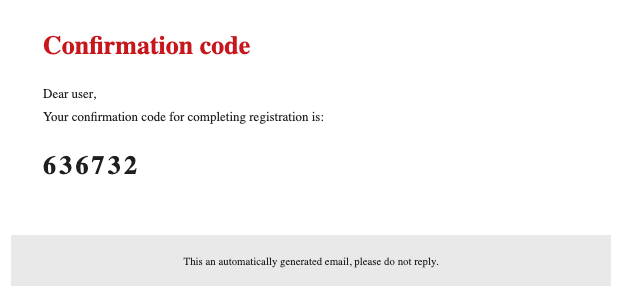 Confirmation code
Dear user,
Your confirmation code for completing registration is:
636732
This an automatically generated email, please do not reply.